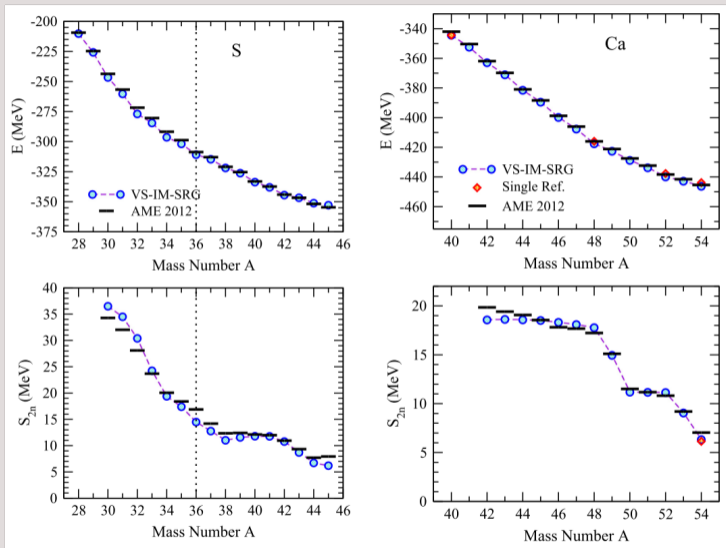 S
E (MeV)
-200
-225
-250
-275
-300
-325
-350
-375
VS-IM-SRG
AME 2012
28 30 32 34 36 38 40 42 44 46
Mass Number A
Ca
E (MeV)
-340
-360
-380
-400
-420
-440
-460
VS-IM-SRG
Single Ref.
AME 2012
40 42 44 46 48 50 52 54
Mass Number A
S2n (MeV)
40
35
30
25
20
15
10
5
0
28 30 32 34 36 38 40 42 44 46
Mass Number A
S2n (MeV)
20
15
10
5
0
40 42 44 46 48 50 52 54
Mass Number A